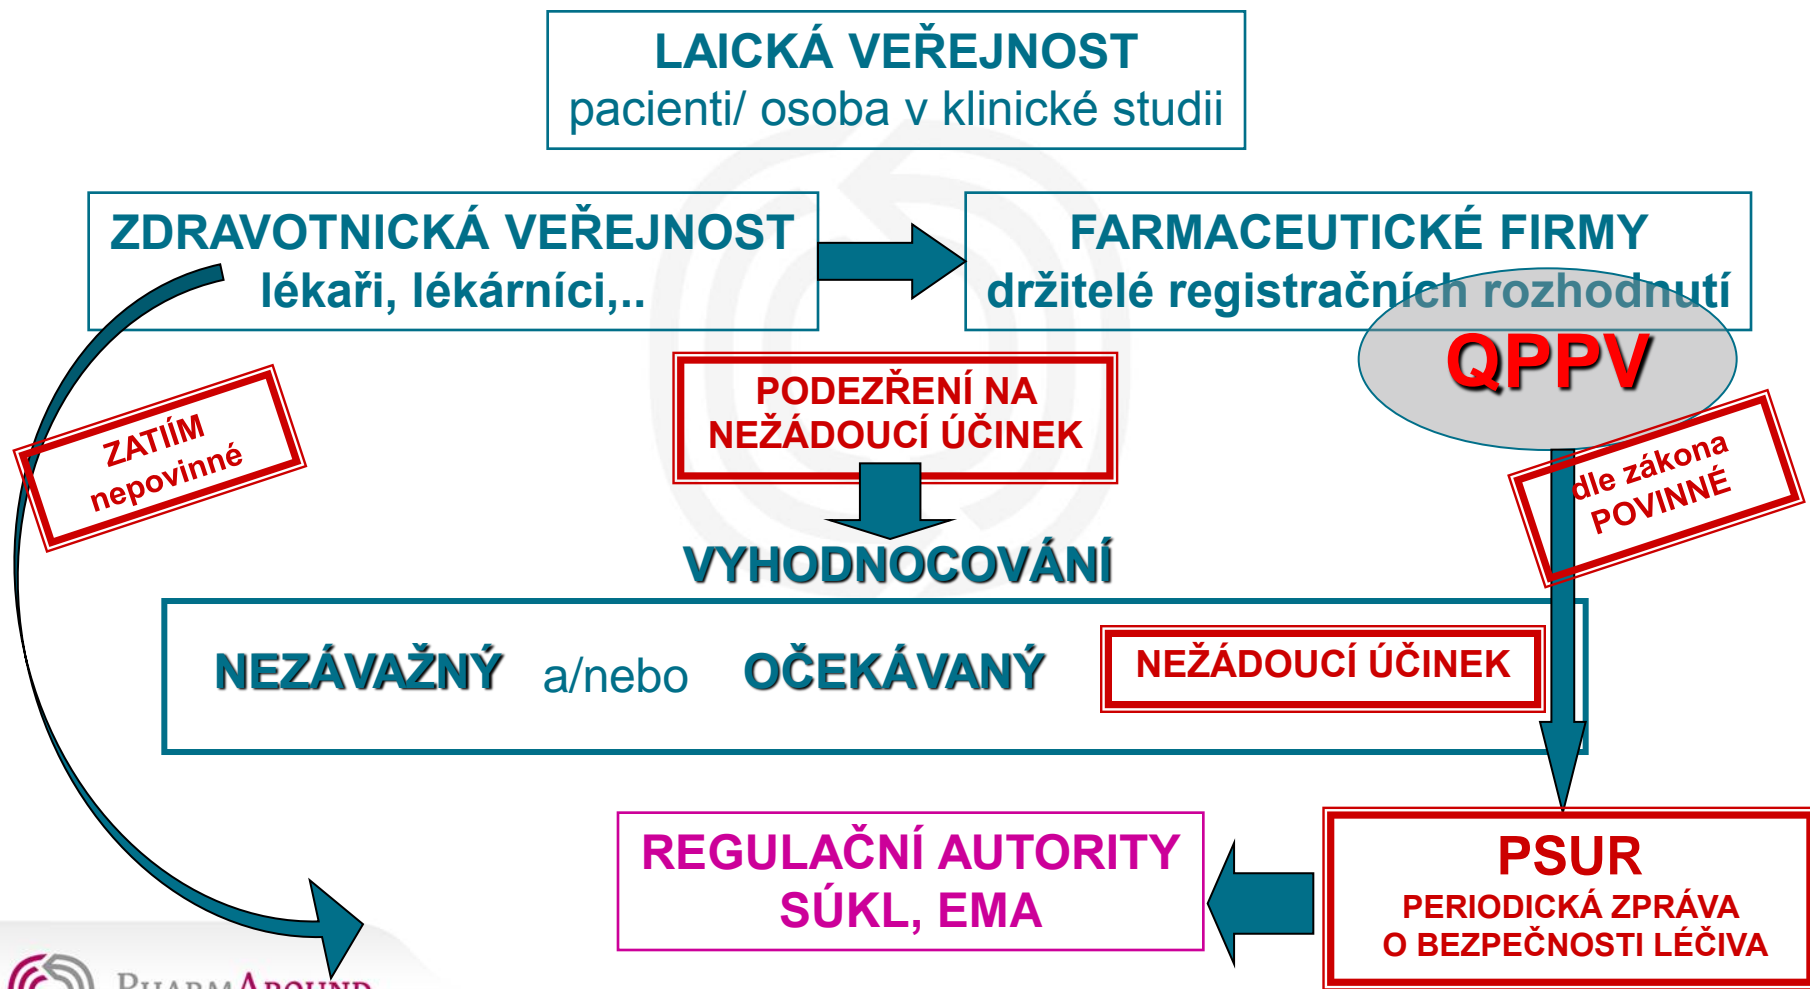 LAICKÁ VEŘEJNOST
pacienti/ osoba v klinické studii
ZDRAVOTNICKÁ VEŘEJNOST
lékaři, lékárníci,..
FARMACEUTICKÉ FIRMY
držitelé registračních rozhodnutí
QPPV
PODEZŘENÍ NA
NEŽÁDOUCÍ ÚČINEK
ZATIÍM
nepovinné
dle zákona
POVINNÉ
VYHODNOCOVÁNÍ
NEZÁVAŽNÝ a/nebo OČEKÁVANÝ NEŽÁDOUCÍ ÚČINEK
REGULAČNÍ AUTORITY
SÚKL, EMA
PSUR
PERIODICKÁ ZPRÁVA
O BEZPEČNOSTI LÉČIVA
PHARMAROUND